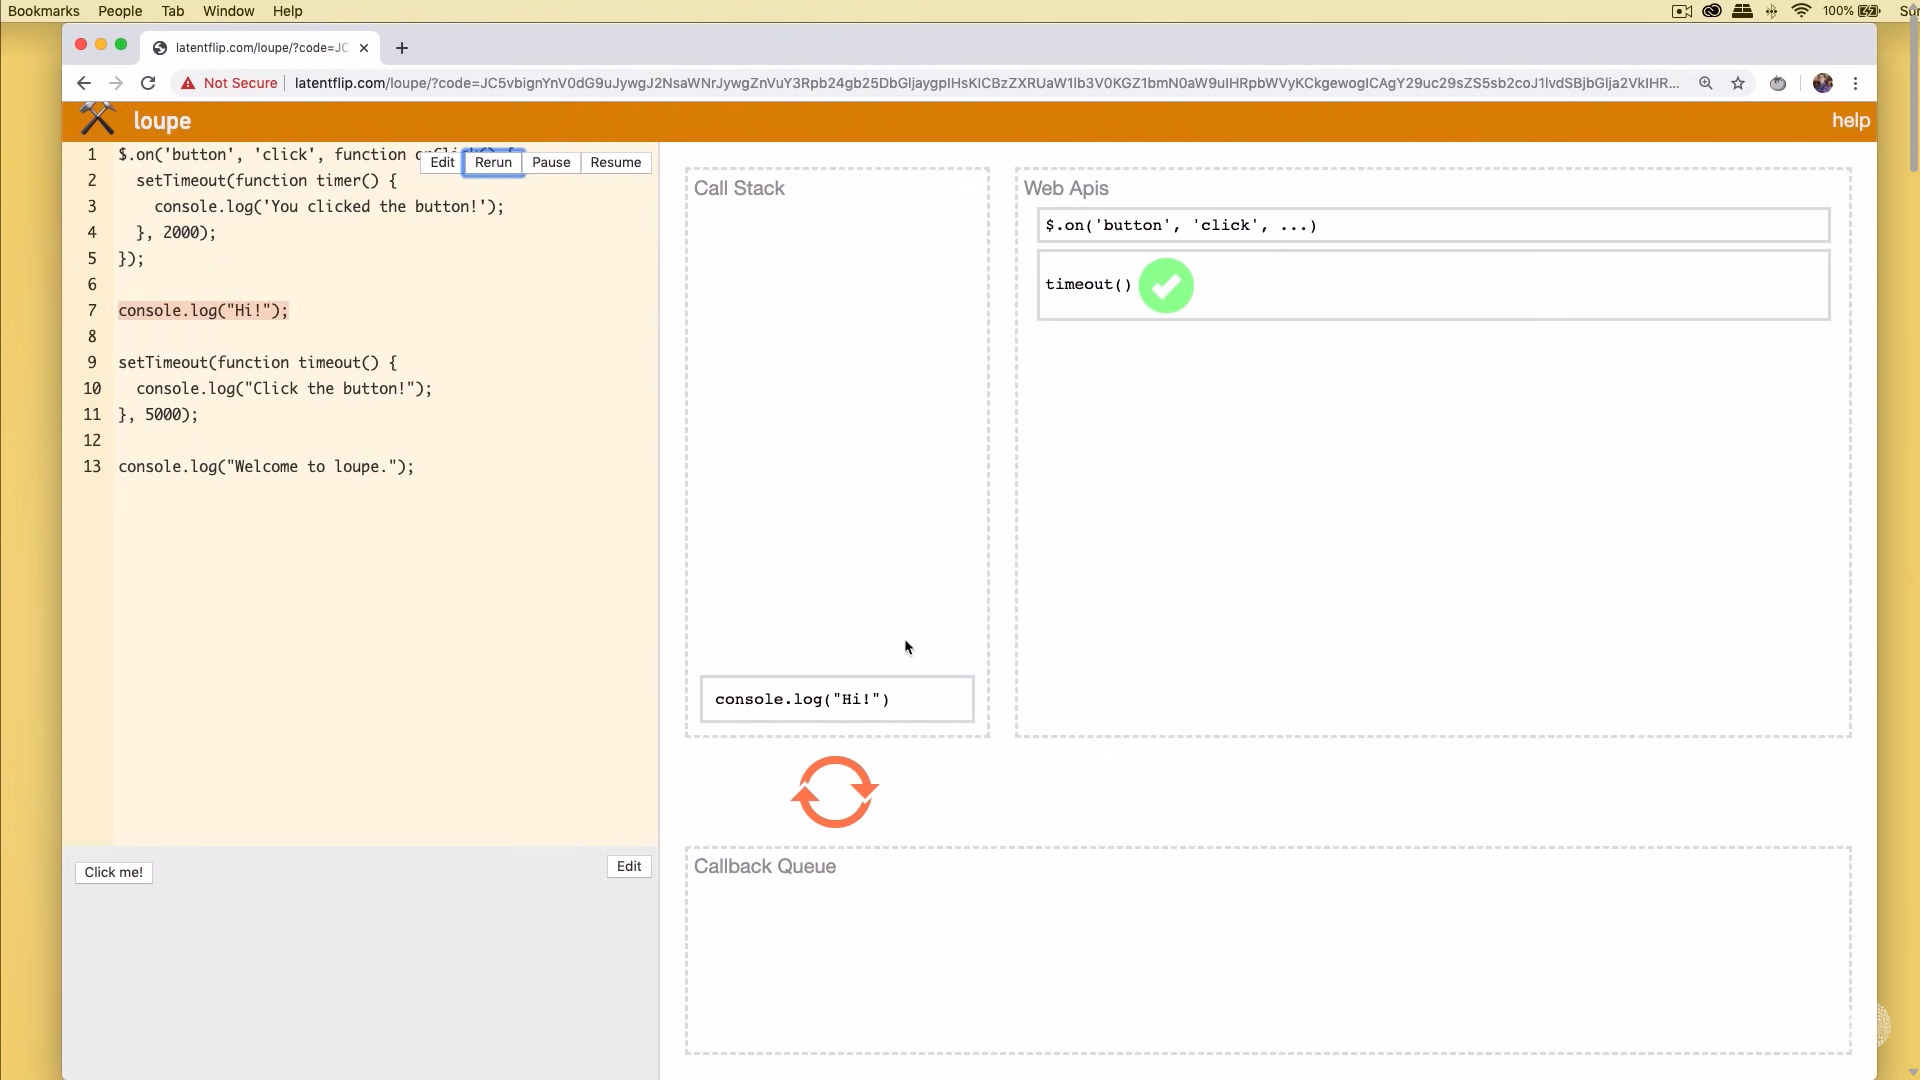 Bookmarks People Tab Window Help 100%
latentflip.com/loupe/?code=JC
Not Secure latentflip.com/loupe/?code=JC5vbignYnV0dG9uJywgJ2NsaWNrJywgZnVuY3Rpb24gb25DbGljaygpIHsKICBzZXRUaW1lb3V0KGZ1bmN0aW9uIHRpbWVyKCkgewogICAgY29uc29sZS5sb2coJ1lvdSBjbGlja2VkIHR...
loupe help
1 $.on('button', 'click', function
Edit Rerun Pause Resume
2 setTimeout(function timer() {
3 console.log('You clicked the button!');
4 }, 2000);
5 });
6
7 console.log("Hi!");
8
9 setTimeout(function timeout() {
10 console.log("Click the button!");
11 }, 5000);
12
13 console.log("Welcome to loupe.");
Click me! Edit
Call Stack
console.log("Hi!")
Web Apis
$.on('button', 'click', ...)
timeout()
Callback Queue